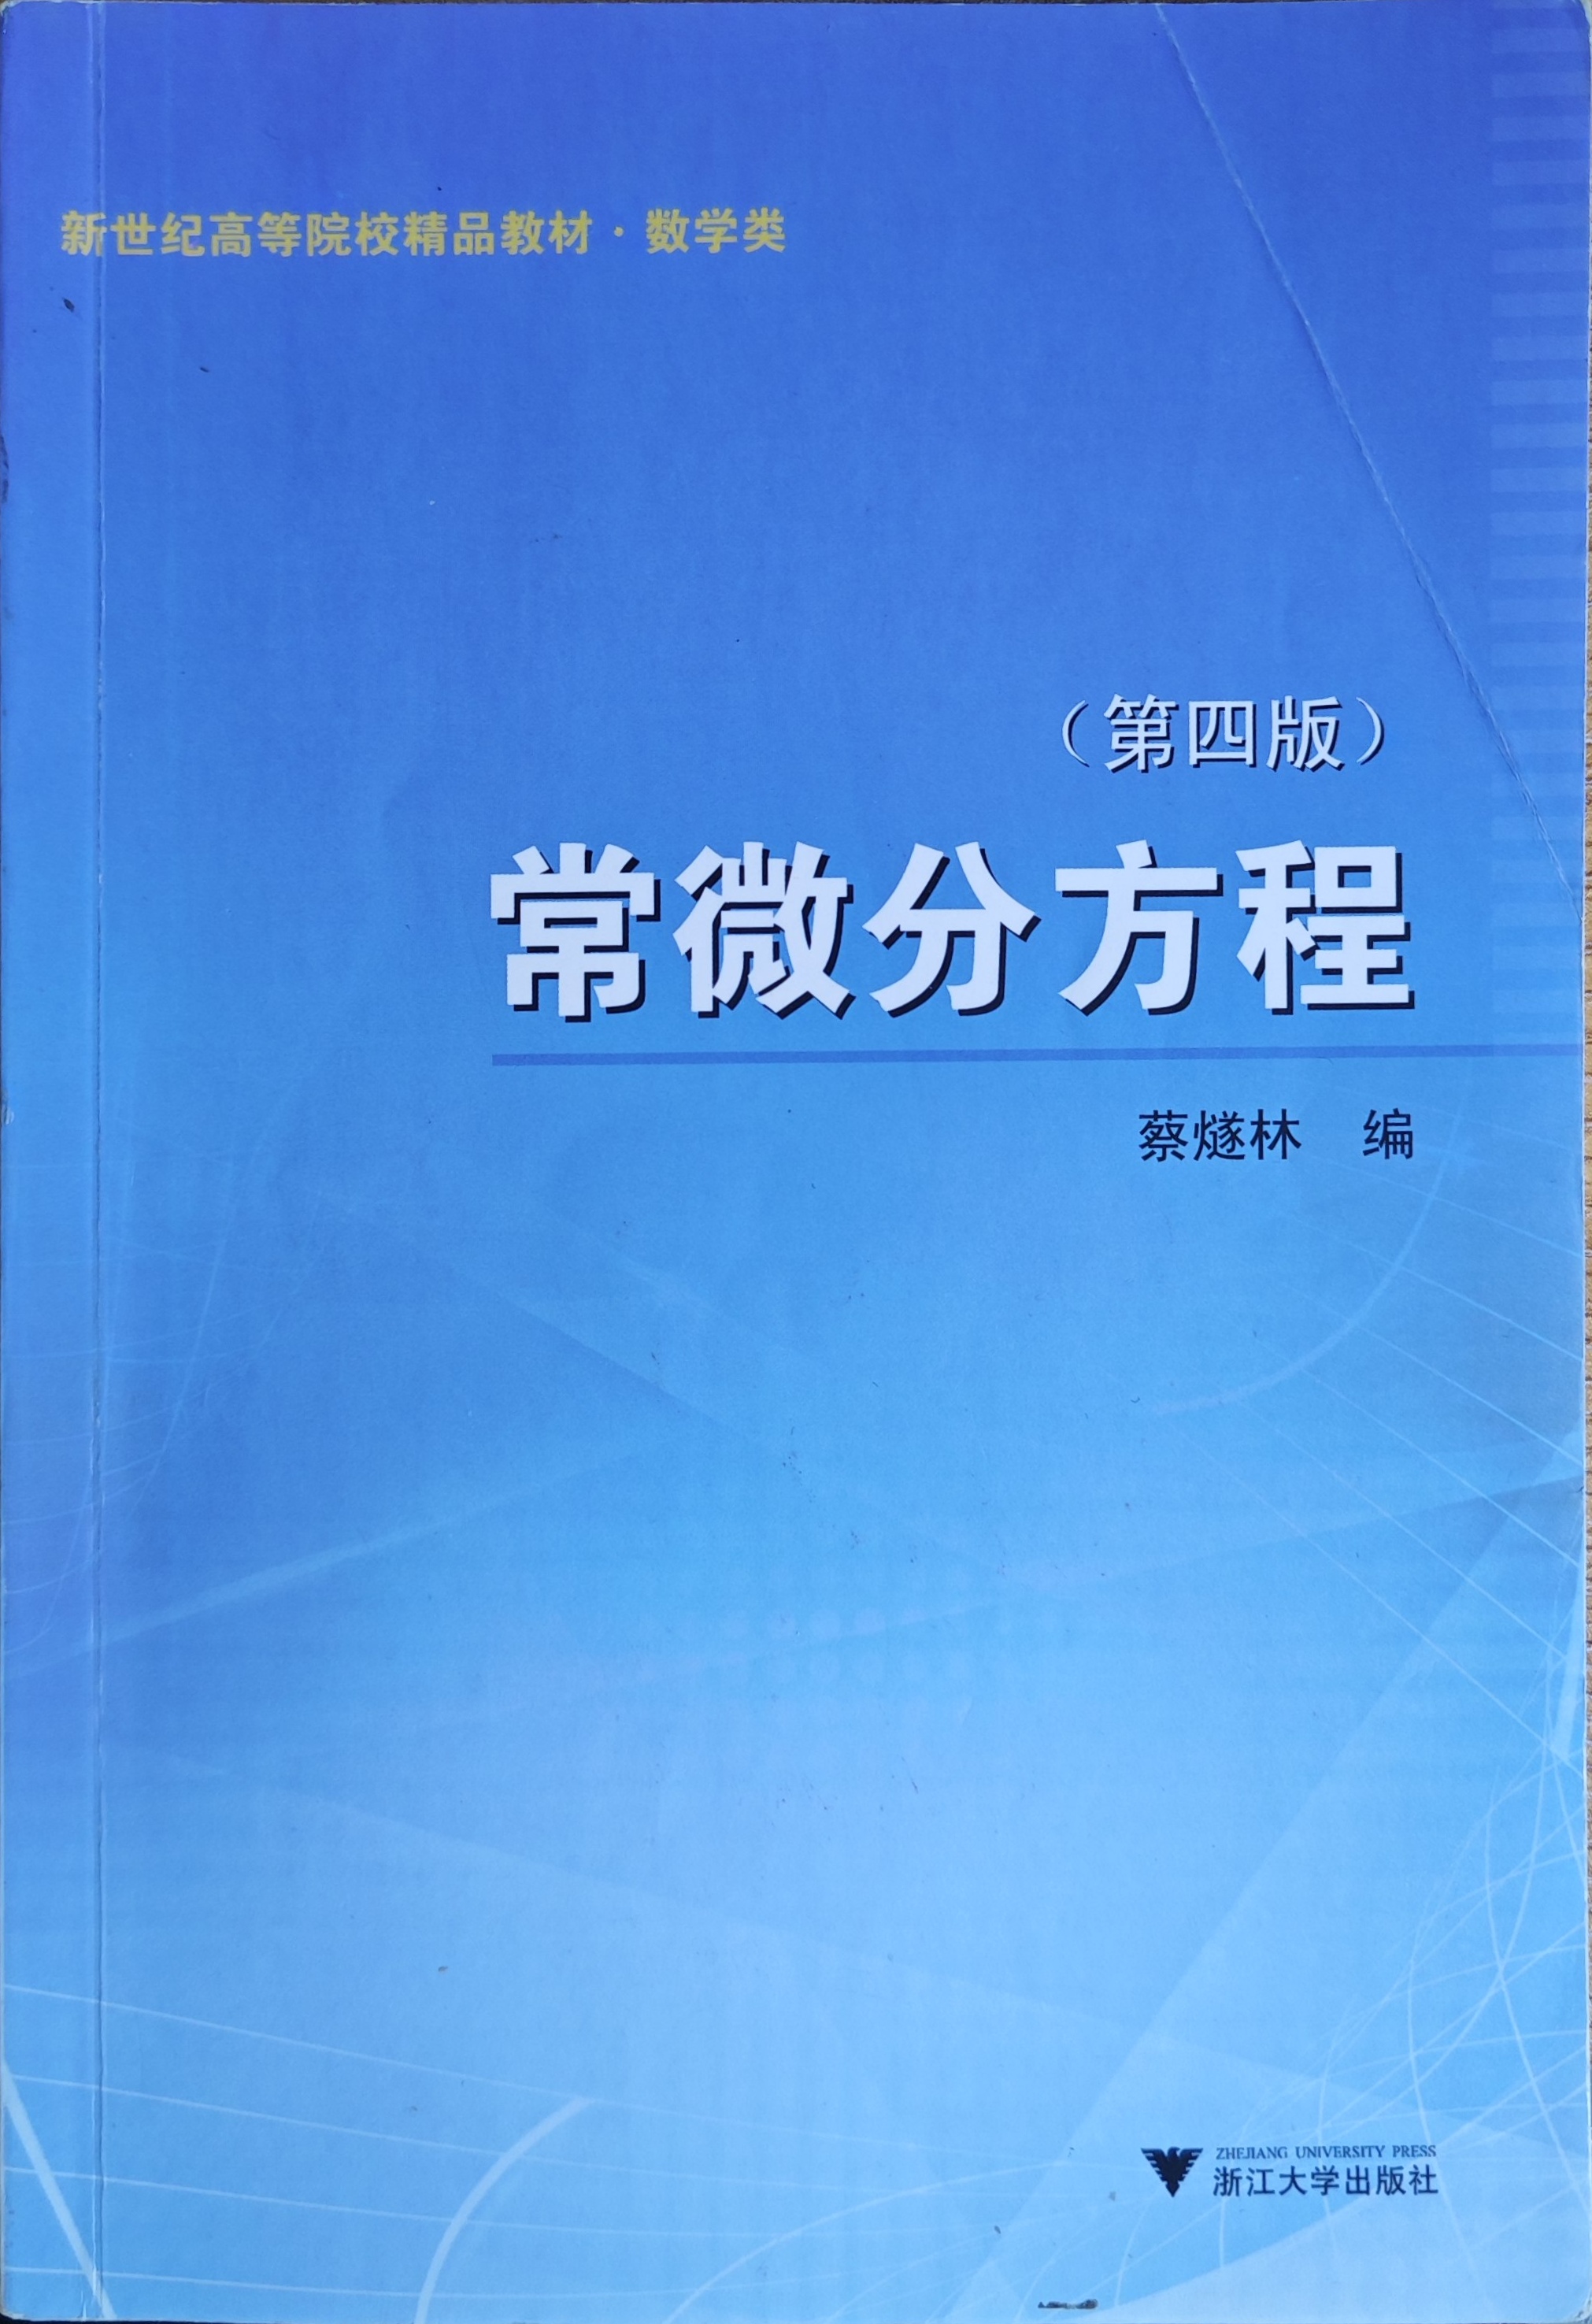 新世纪高等院校精品教材·数学类
（第四版）
常微分方程
蔡燧林 编
ZHEJIANG UNIVERSITY PRESS
浙江大学出版社